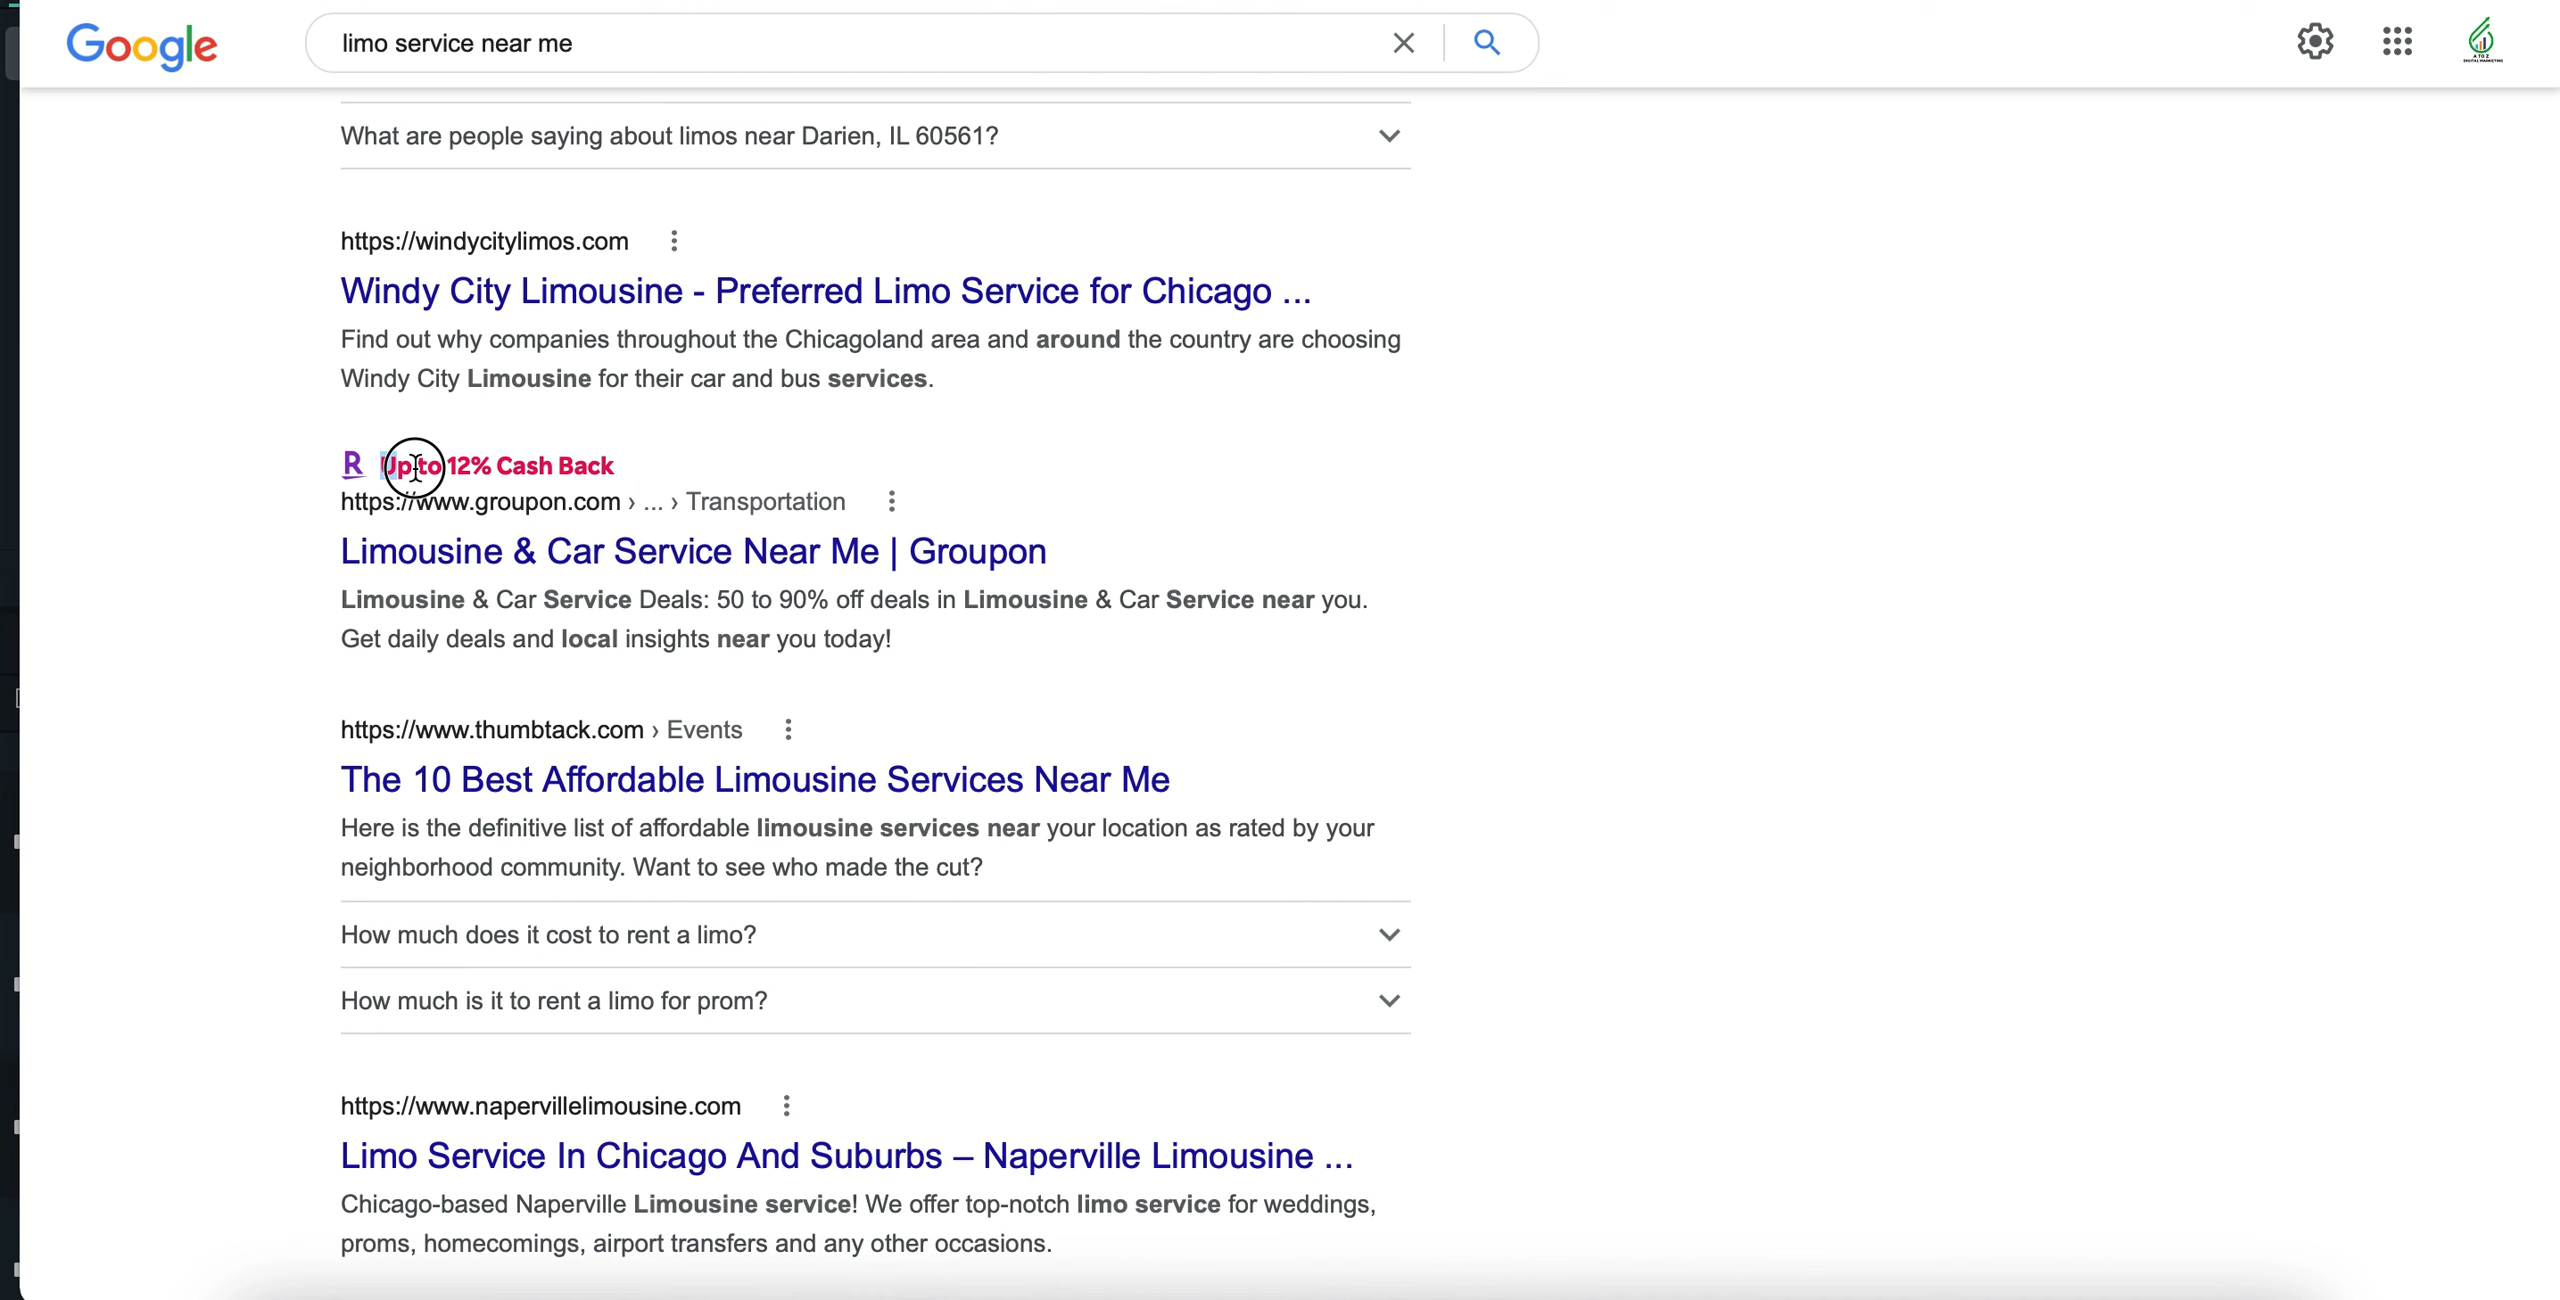 Google
limo service near me
A TO Z
DIGITAL MARKETING
What are people saying about limos near Darien, IL 60561?
https://windycitylimos.com
Windy City Limousine - Preferred Limo Service for Chicago ...
Find out why companies throughout the Chicagoland area and around the country are choosing
Windy City Limousine for their car and bus services.
R Up to 12% Cash Back
https://www.groupon.com › ... › Transportation
Limousine & Car Service Near Me | Groupon
Limousine & Car Service Deals: 50 to 90% off deals in Limousine & Car Service near you.
Get daily deals and local insights near you today!
https://www.thumbtack.com › Events
The 10 Best Affordable Limousine Services Near Me
Here is the definitive list of affordable limousine services near your location as rated by your
neighborhood community. Want to see who made the cut?
How much does it cost to rent a limo?
How much is it to rent a limo for prom?
https://www.napervillelimousine.com
Limo Service In Chicago And Suburbs – Naperville Limousine ...
Chicago-based Naperville Limousine service! We offer top-notch limo service for weddings,
proms, homecomings, airport transfers and any other occasions.